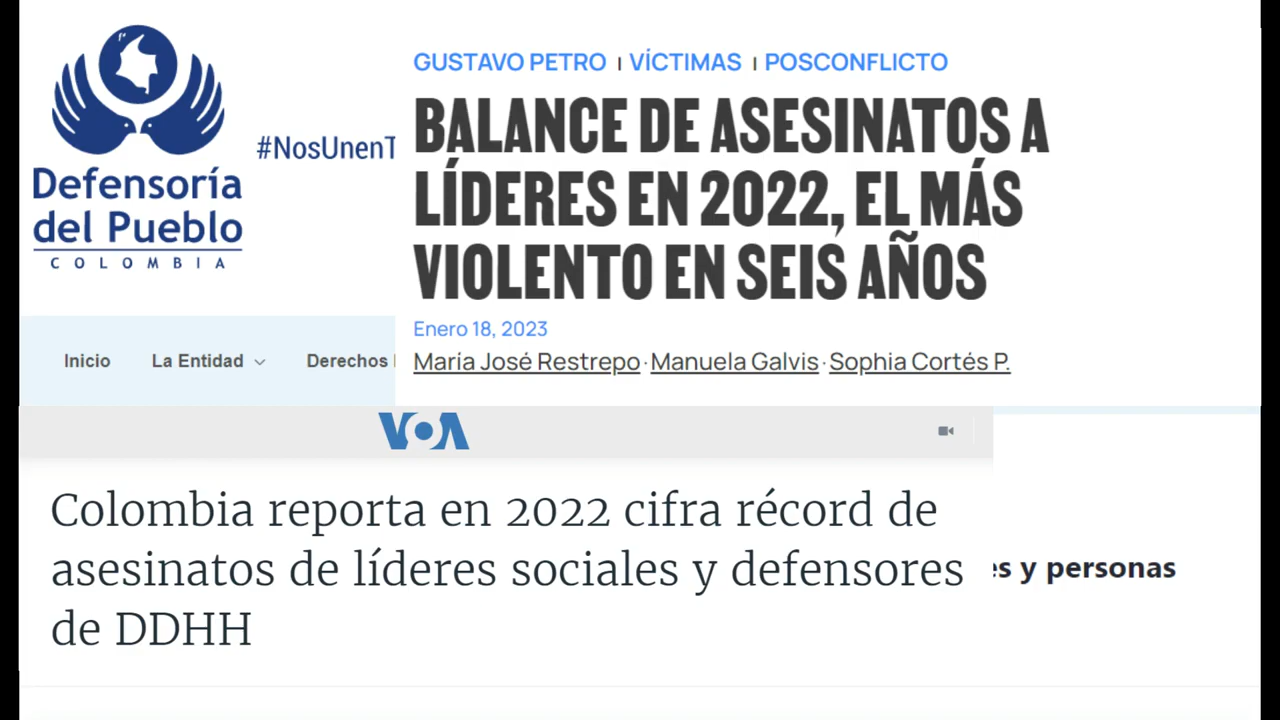 Defensoría
del Pueblo
COLOMBIA
#NosUnenT
Inicio La Entidad Derechos
GUSTAVO PETRO | VÍCTIMAS | POSCONFLICTO
BALANCE DE ASESINATOS A
LÍDERES EN 2022, EL MÁS
VIOLENTO EN SEIS AÑOS
Enero 18, 2023
María José Restrepo · Manuela Galvis · Sophia Cortés P.
VOA
Colombia reporta en 2022 cifra récord de
asesinatos de líderes sociales y defensores
de DDHH
es y personas